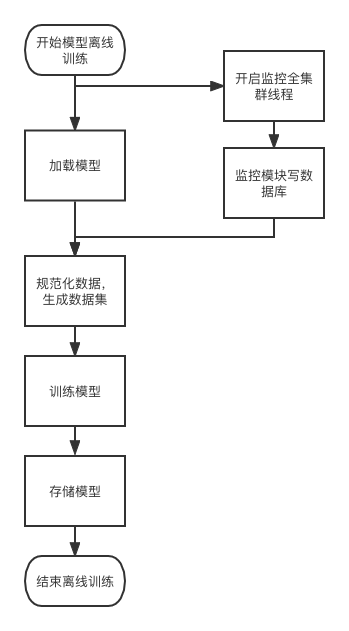 开始模型离线
训练
开启监控全集
群线程
加载模型
监控模块写数
据库
规范化数据，
生成数据集
训练模型
存储模型
结束离线训练